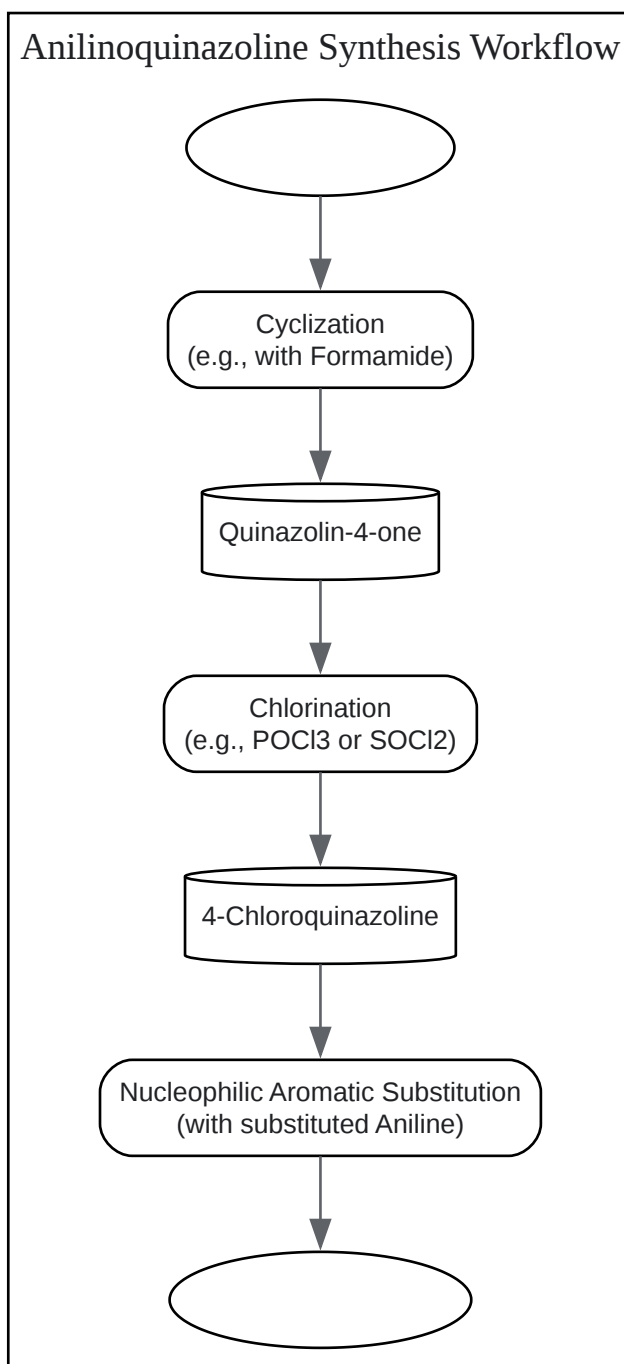 Anilinoquinazoline Synthesis Workflow
Cyclization
(e.g., with Formamide)
Quinazolin-4-one
Chlorination
(e.g., POCl3 or SOCl2)
4-Chloroquinazoline
Nucleophilic Aromatic Substitution
(with substituted Aniline)